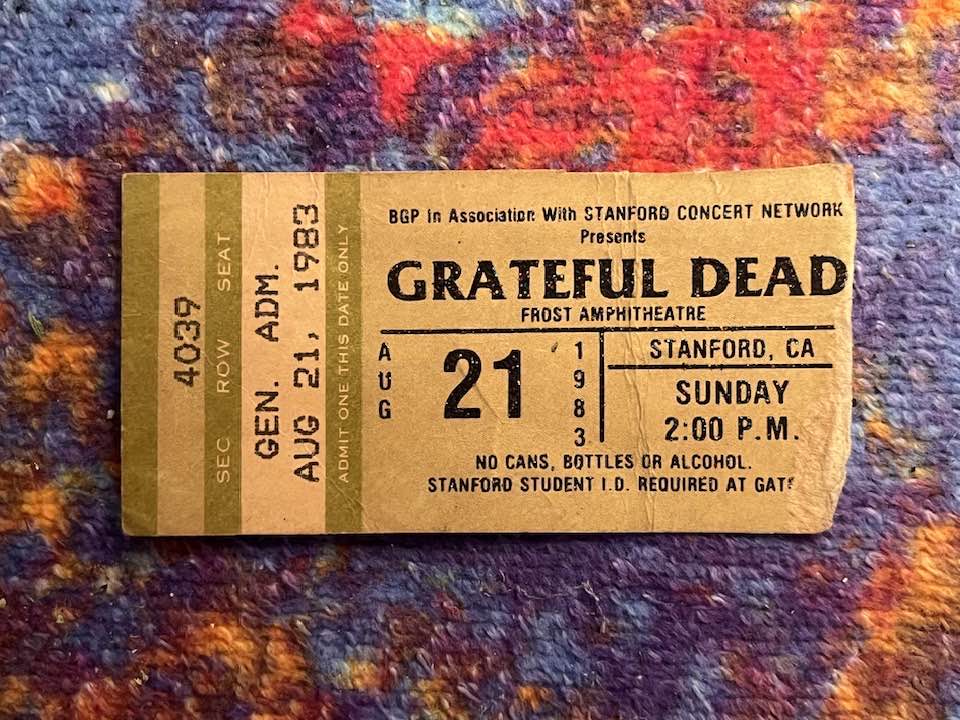 4039
SEC ROW SEAT
GEN. ADM.
AUG 21, 1983
ADMIT ONE THIS DATE ONLY
BGP In Association With STANFORD CONCERT NETWORK
Presents
GRATEFUL DEAD
FROST AMPHITHEATRE
AUG 21 1983
STANFORD, CA
SUNDAY
2:00 P.M.
NO CANS, BOTTLES OR ALCOHOL.
STANFORD STUDENT I.D. REQUIRED AT GATE